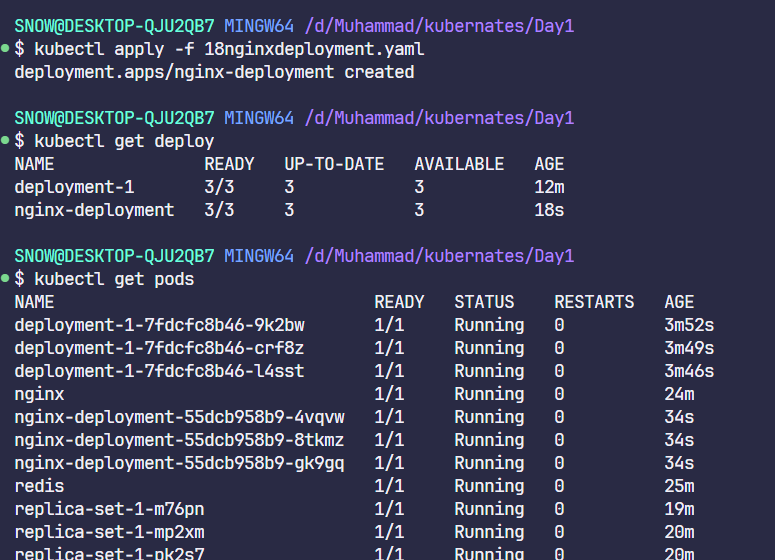 SNOW@DESKTOP-QJU2QB7 MINGW64 /d/Muhammad/kubernates/Day1
$ kubectl apply -f 18nginxdeployment.yaml
deployment.apps/nginx-deployment created
SNOW@DESKTOP-QJU2QB7 MINGW64 /d/Muhammad/kubernates/Day1
$ kubectl get deploy
NAME READY UP-TO-DATE AVAILABLE AGE
deployment-1 3/3 3 3 12m
nginx-deployment 3/3 3 3 18s
SNOW@DESKTOP-QJU2QB7 MINGW64 /d/Muhammad/kubernates/Day1
$ kubectl get pods
NAME READY STATUS RESTARTS AGE
deployment-1-7fdcfc8b46-9k2bw 1/1 Running 0 3m52s
deployment-1-7fdcfc8b46-crf8z 1/1 Running 0 3m49s
deployment-1-7fdcfc8b46-l4sst 1/1 Running 0 3m46s
nginx 1/1 Running 0 24m
nginx-deployment-55dcb958b9-4vqvw 1/1 Running 0 34s
nginx-deployment-55dcb958b9-8tkmz 1/1 Running 0 34s
nginx-deployment-55dcb958b9-gk9gq 1/1 Running 0 34s
redis 1/1 Running 0 25m
replica-set-1-m76pn 1/1 Running 0 19m
replica-set-1-mp2xm 1/1 Running 0 20m
replica-set-1-pk2s7 1/1 Running 0 20m